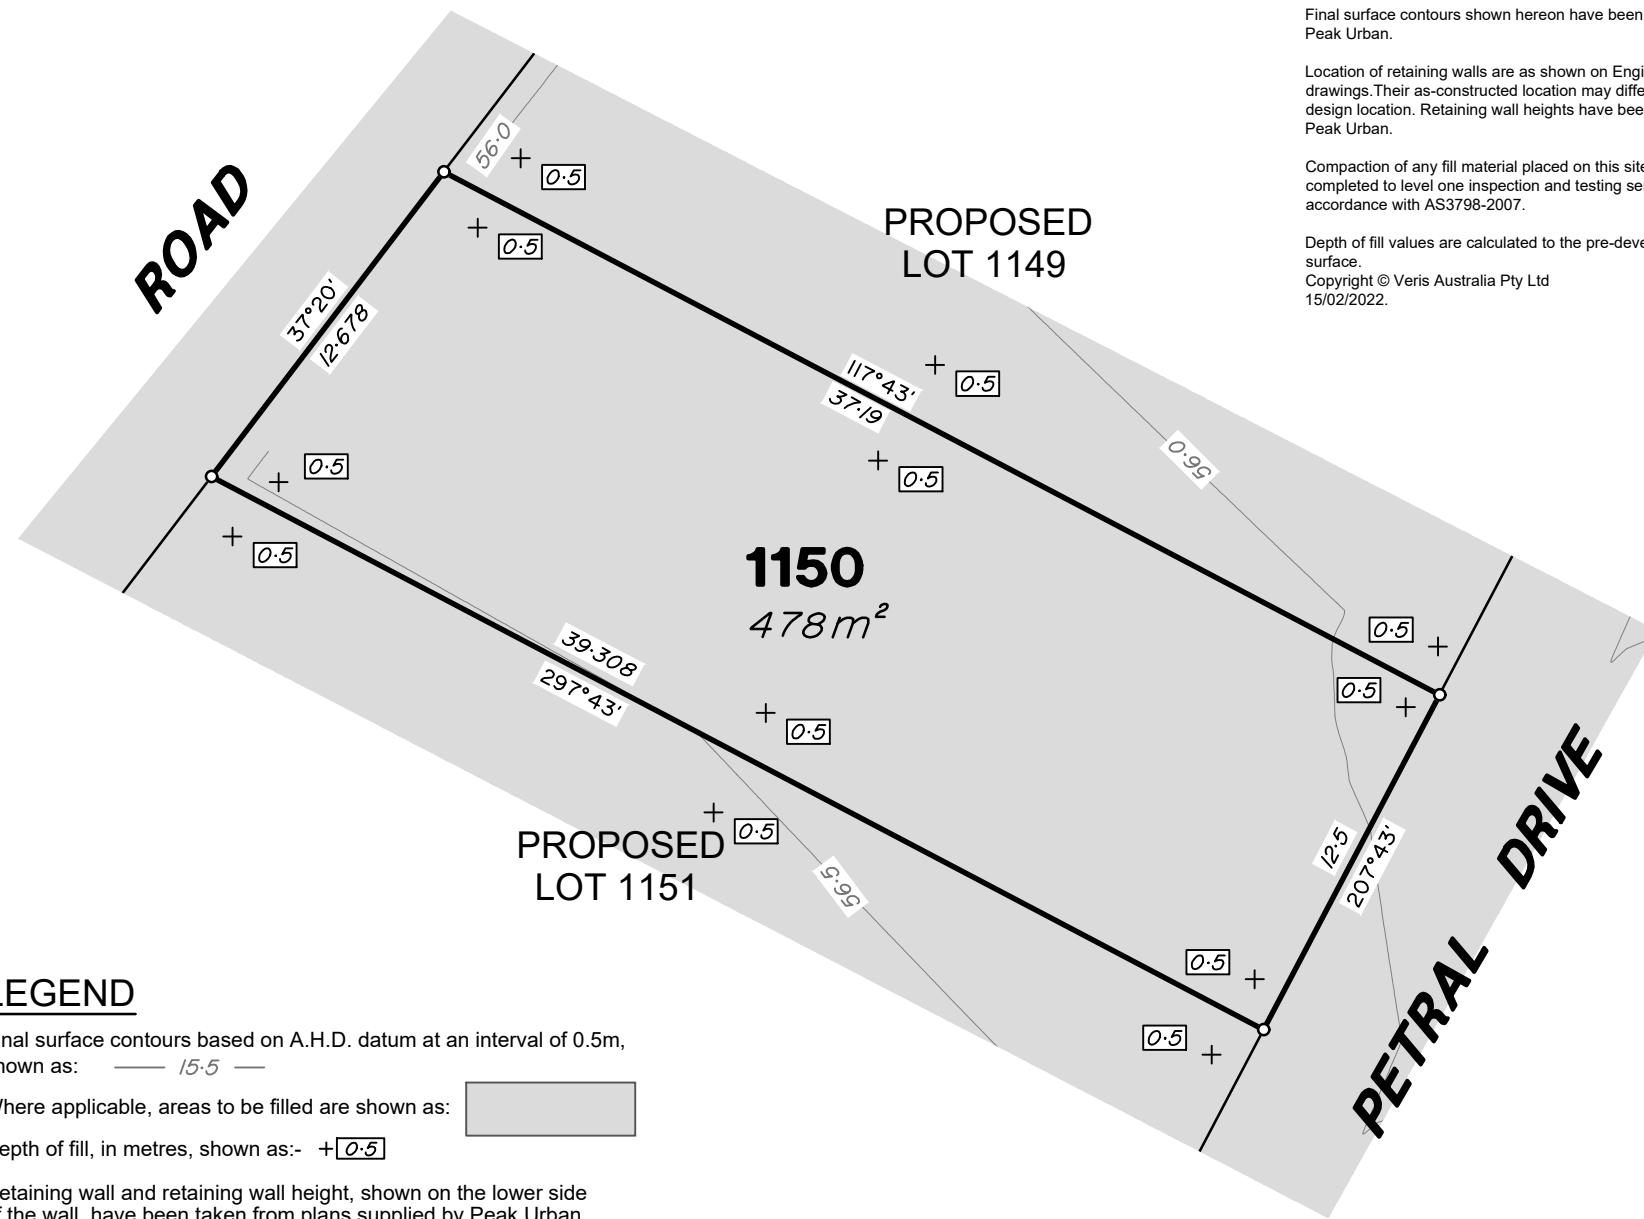 Final surface contours shown hereon have been
Peak Urban.
Location of retaining walls are as shown on Engi
drawings.Their as-constructed location may diffe
design location. Retaining wall heights have bee
Peak Urban.
Compaction of any fill material placed on this site
completed to level one inspection and testing se
accordance with AS3798-2007.
Depth of fill values are calculated to the pre-deve
surface.
Copyright © Veris Australia Pty Ltd
15/02/2022.
56·0
0·5
0·5
ROAD
PROPOSED
LOT 1149
37°20'
12·678
117°43'
37·19
0·5
0·5
56·0
0·5
0·5
1150
478m²
39·308
297°43'
0·5
0·5
0·5
0·5
PROPOSED
LOT 1151
56·5
12·5
207°43'
PETRAL DRIVE
0·5
0·5
LEGEND
inal surface contours based on A.H.D. datum at an interval of 0.5m,
hown as: 15·5
Where applicable, areas to be filled are shown as:
epth of fill, in metres, shown as:- +0·5
etaining wall and retaining wall height, shown on the lower side
f the wall, have been taken from plans supplied by Peak Urban